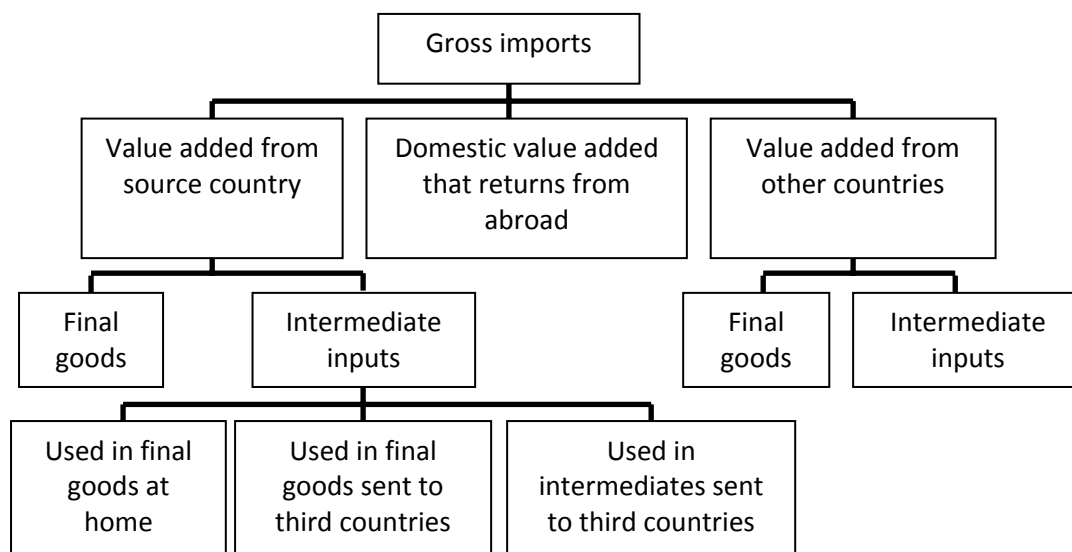 Gross imports
Value added from
source country
Domestic value added
that returns from
abroad
Value added from
other countries
Final
goods
Intermediate
inputs
Final
goods
Intermediate
inputs
Used in final
goods at
home
Used in final
goods sent to
third countries
Used in
intermediates sent
to third countries